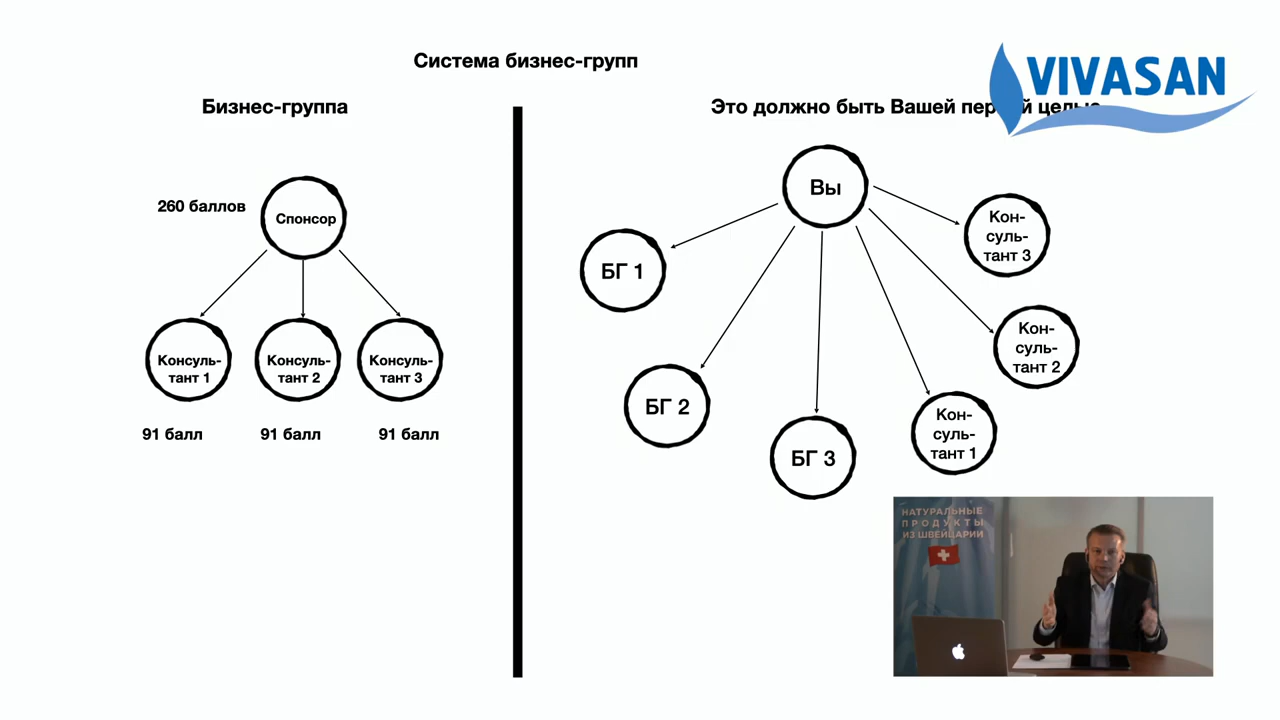 Система бизнес-групп
VIVASAN
Бизнес-группа
Это должно быть Вашей первой целью
260 баллов
Спонсор
Консуль-
тант 1
Консуль-
тант 2
Консуль-
тант 3
91 балл
91 балл
91 балл
Вы
БГ 1
БГ 2
БГ 3
Кон-
суль-
тант 1
Кон-
суль-
тант 2
Кон-
суль-
тант 3
НАТУРАЛЬНЫЕ
ПРОДУКТЫ
ИЗ ШВЕЙЦАРИИ